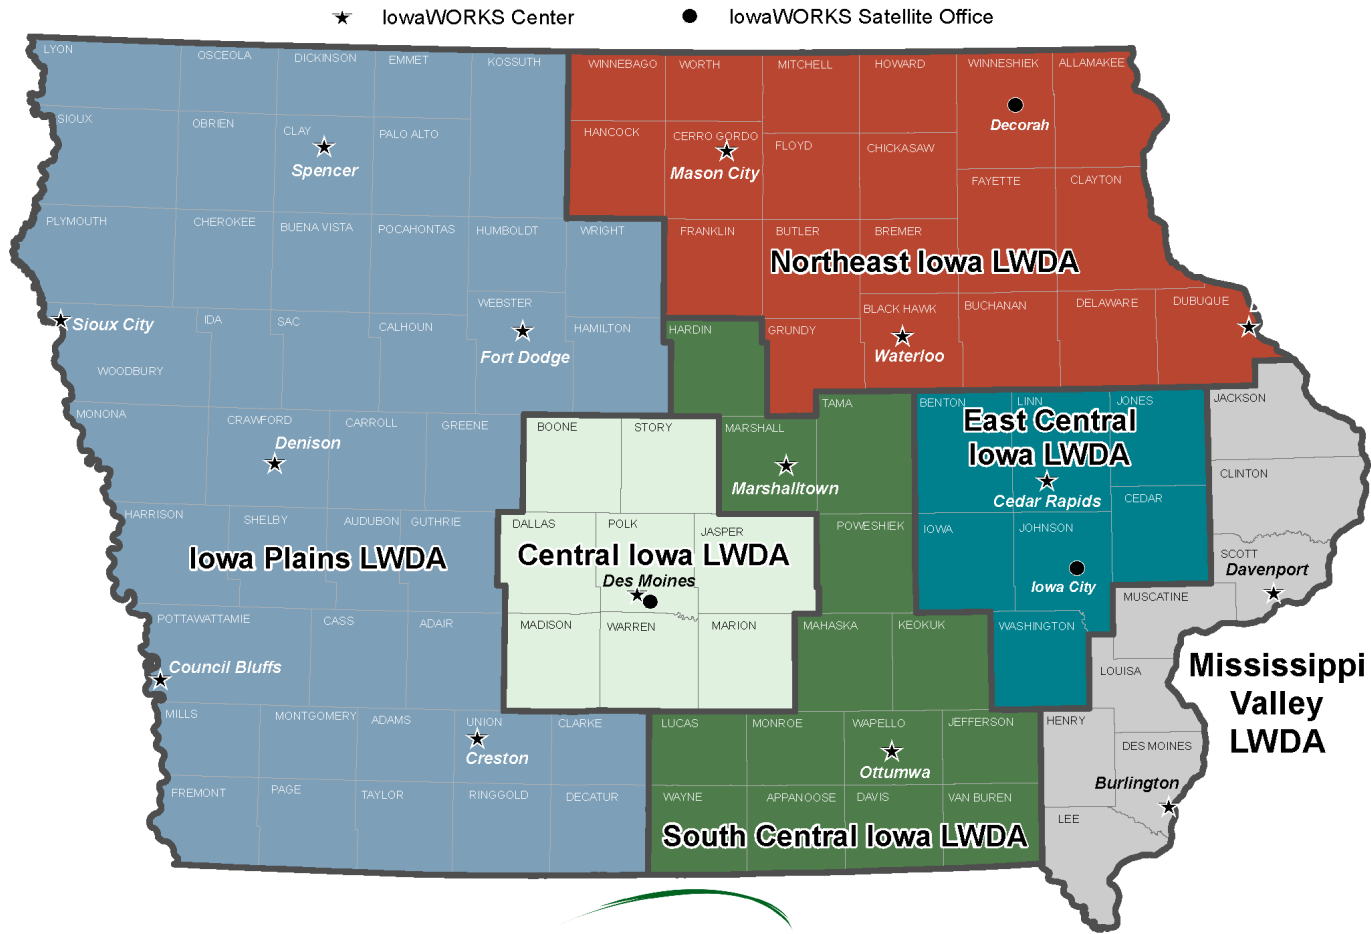 IowaWORKS Center
IowaWORKS Satellite Office
LYON
OSCEOLA
DICKINSON
EMMET
KOSSUTH
WINNEBAGO
WORTH
MITCHELL
HOWARD
WINNESHIEK
ALLAMAKEE
SIOUX
OBRIEN
CLAY
PALO ALTO
HANCOCK
CERRO GORDO
FLOYD
CHICKASAW
Decorah
Spencer
Mason City
FAYETTE
CLAYTON
PLYMOUTH
CHEROKEE
BUENA VISTA
POCAHONTAS
HUMBOLDT
WRIGHT
FRANKLIN
BUTLER
BREMER
Northeast Iowa LWDA
WEBSTER
BLACK HAWK
BUCHANAN
DELAWARE
DUBUQUE
Sioux City
IDA
SAC
CALHOUN
Fort Dodge
HAMILTON
HARDIN
GRUNDY
Waterloo
WOODBURY
MONONA
CRAWFORD
CARROLL
GREENE
Denison
BOONE
STORY
MARSHALL
TAMA
BENTON
LINN
JONES
JACKSON
East Central
Iowa LWDA
Marshalltown
Cedar Rapids
CEDAR
CLINTON
HARRISON
SHELBY
AUDUBON
GUTHRIE
DALLAS
POLK
JASPER
POWESHIEK
IOWA
JOHNSON
Iowa Plains LWDA
Central Iowa LWDA
Des Moines
Iowa City
SCOTT
Davenport
MUSCATINE
POTTAWATTAMIE
CASS
ADAIR
MADISON
WARREN
MARION
MAHASKA
KEOKUK
WASHINGTON
Council Bluffs
LOUISA
Mississippi
Valley
LWDA
MILLS
MONTGOMERY
ADAMS
UNION
CLARKE
LUCAS
MONROE
WAPELLO
JEFFERSON
HENRY
Creston
Ottumwa
DES MOINES
Burlington
FREMONT
PAGE
TAYLOR
RINGGOLD
DECATUR
WAYNE
APPANOOSE
DAVIS
VAN BUREN
LEE
South Central Iowa LWDA